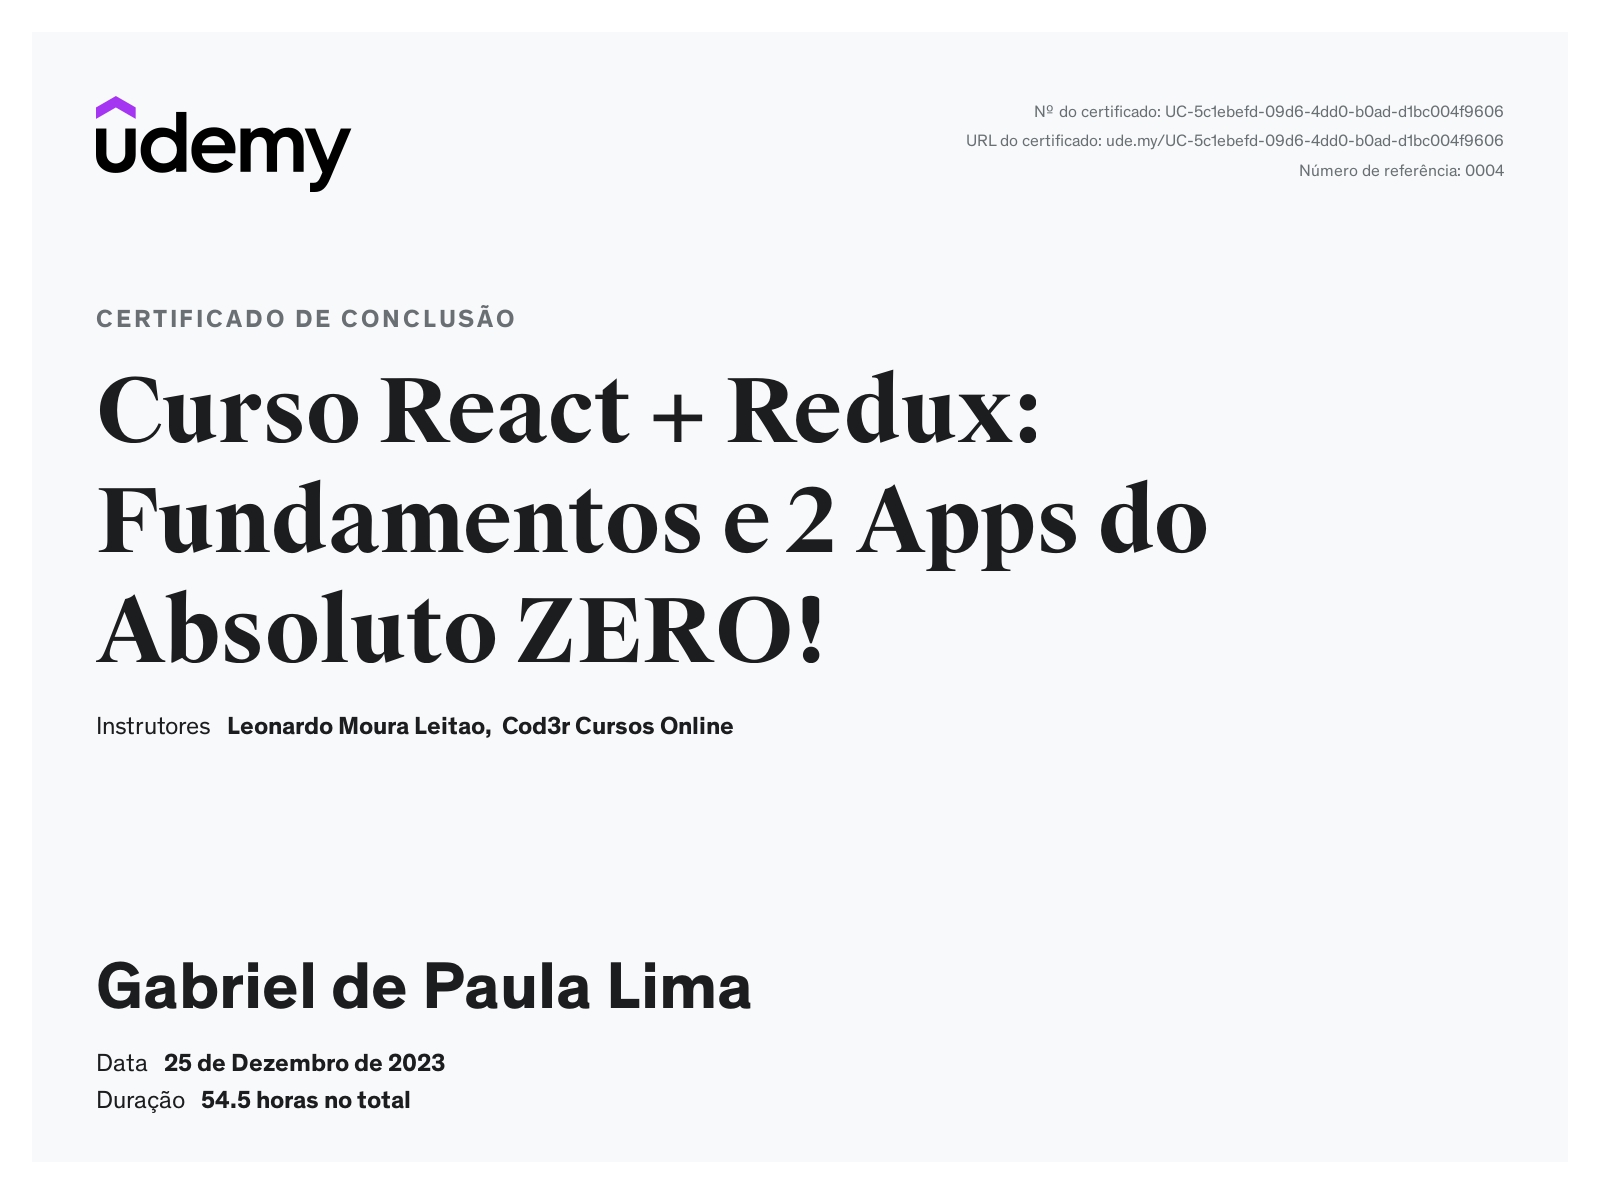 udemy
Nº do certificado: UC-5c1ebefd-09d6-4dd0-b0ad-d1bc004f9606
URL do certificado: ude.my/UC-5c1ebefd-09d6-4dd0-b0ad-d1bc004f9606
Número de referência: 0004
CERTIFICADO DE CONCLUSÃO
Curso React + Redux:
Fundamentos e 2 Apps do
Absoluto ZERO!
Instrutores Leonardo Moura Leitao, Cod3r Cursos Online
Gabriel de Paula Lima
Data 25 de Dezembro de 2023
Duração 54.5 horas no total